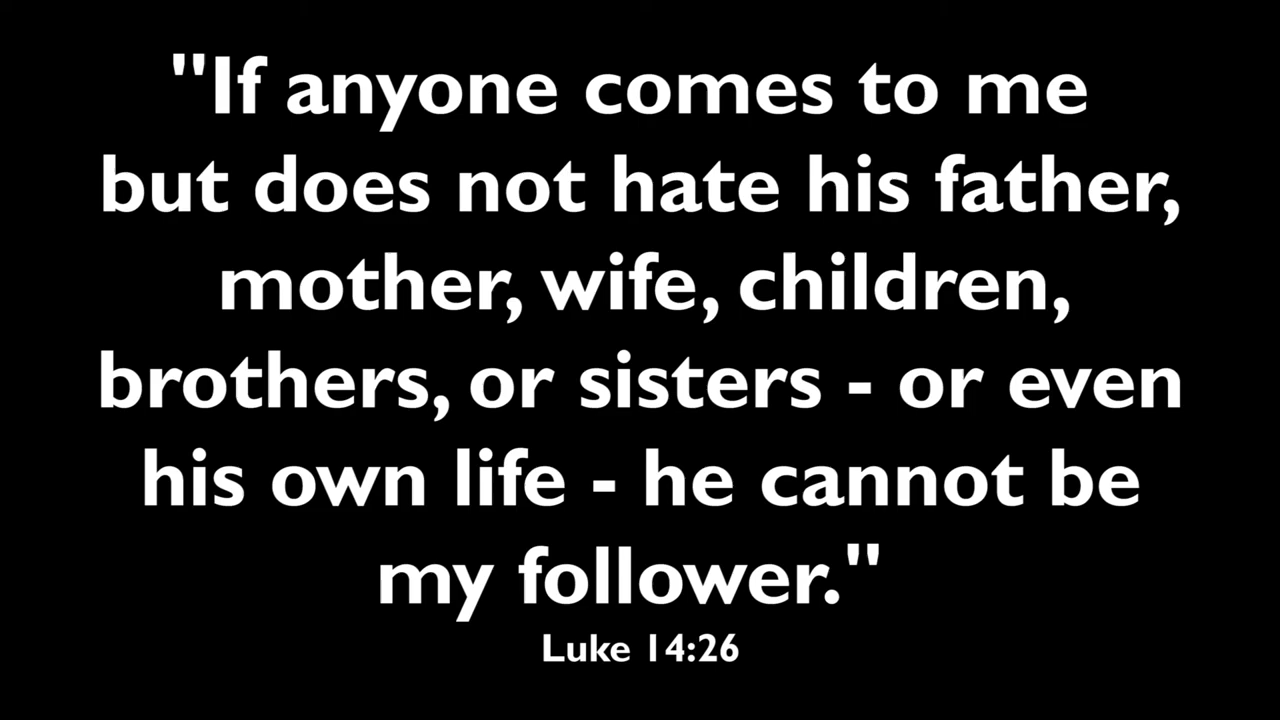 "If anyone comes to me
but does not hate his father,
mother, wife, children,
brothers, or sisters - or even
his own life - he cannot be
my follower."
Luke 14:26